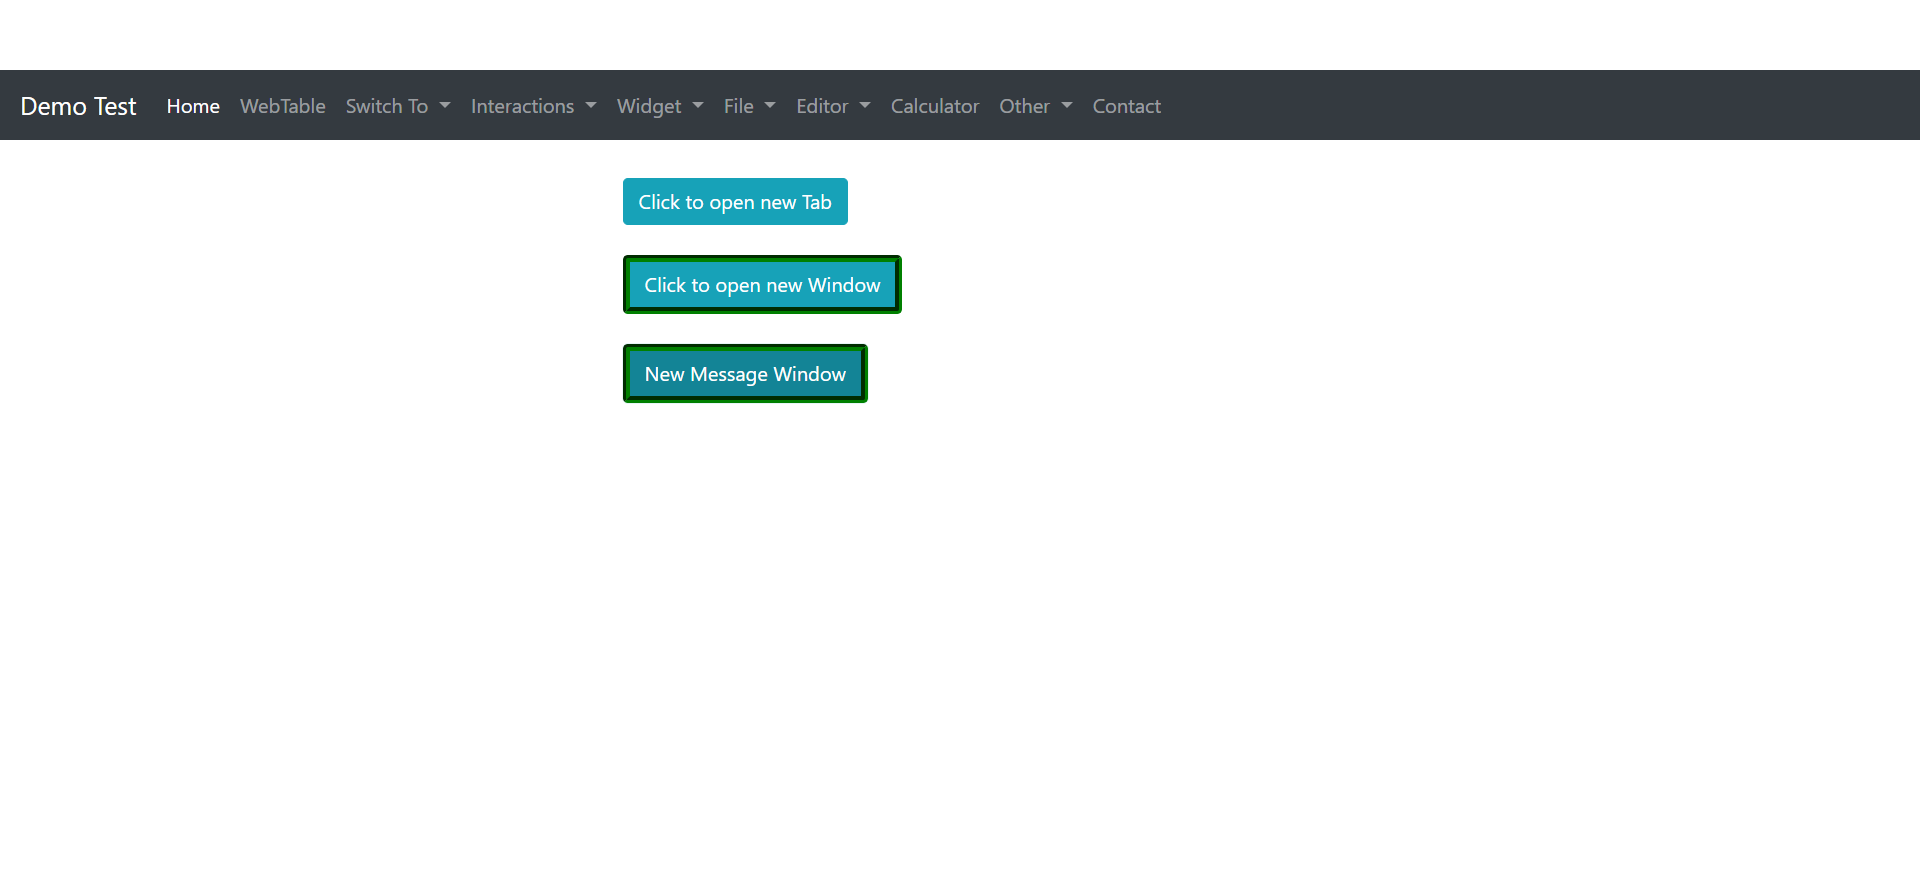 Demo Test Home WebTable Switch To Interactions Widget File Editor Calculator Other Contact
Click to open new Tab
Click to open new Window
New Message Window